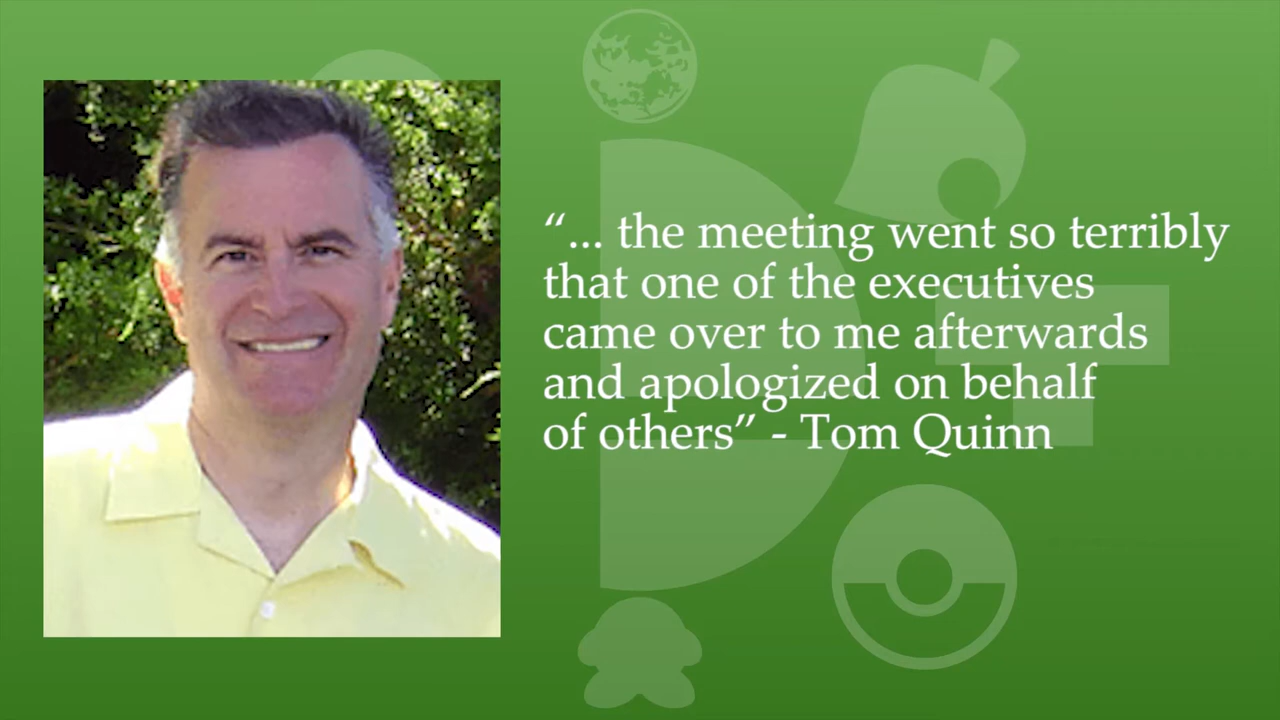 “... the meeting went so terribly
that one of the executives
came over to me afterwards
and apologized on behalf
of others” - Tom Quinn